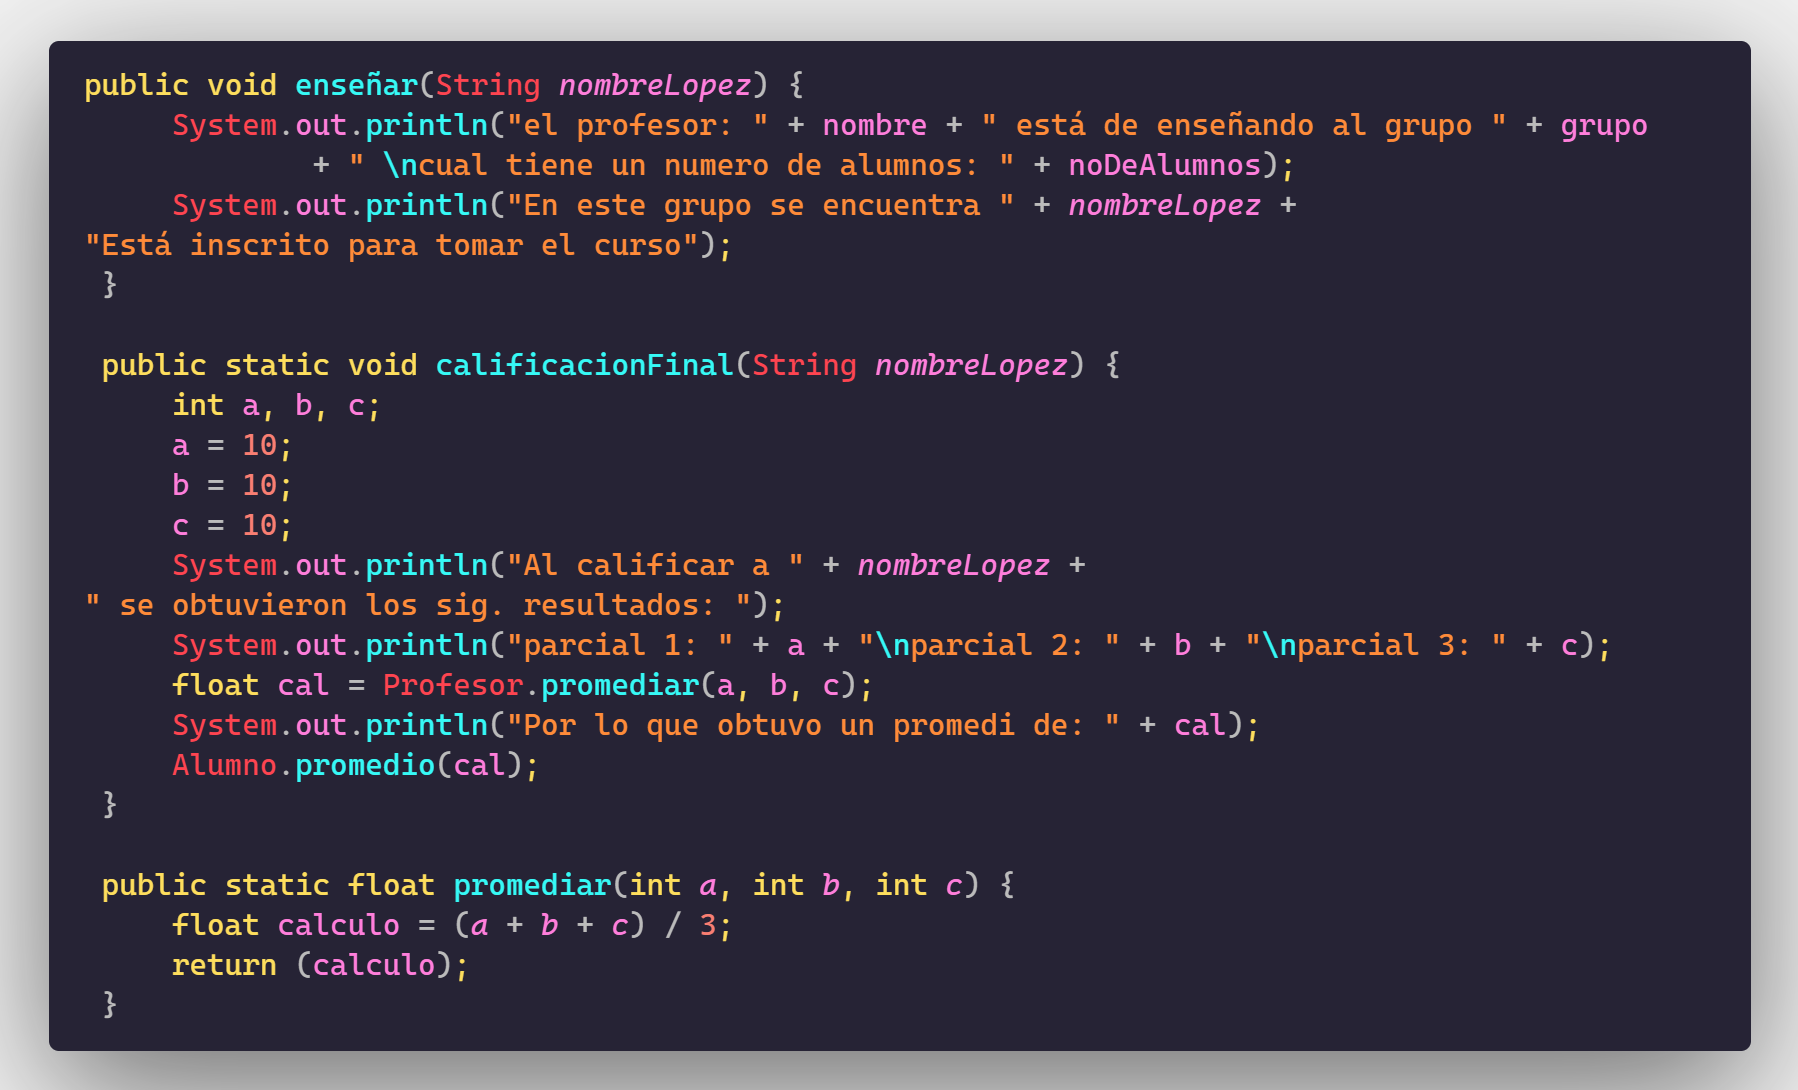 public void enseñar(String nombreLopez) {
System.out.println("el profesor: " + nombre + " está de enseñando al grupo " + grupo
+ " \ncual tiene un numero de alumnos: " + noDeAlumnos);
System.out.println("En este grupo se encuentra " + nombreLopez +
"Está inscrito para tomar el curso");
}
public static void calificacionFinal(String nombreLopez) {
int a, b, c;
a = 10;
b = 10;
c = 10;
System.out.println("Al calificar a " + nombreLopez +
" se obtuvieron los sig. resultados: ");
System.out.println("parcial 1: " + a + "\nparcial 2: " + b + "\nparcial 3: " + c);
float cal = Profesor.promediar(a, b, c);
System.out.println("Por lo que obtuvo un promedi de: " + cal);
Alumno.promedio(cal);
}
public static float promediar(int a, int b, int c) {
float calculo = (a + b + c) / 3;
return (calculo);
}